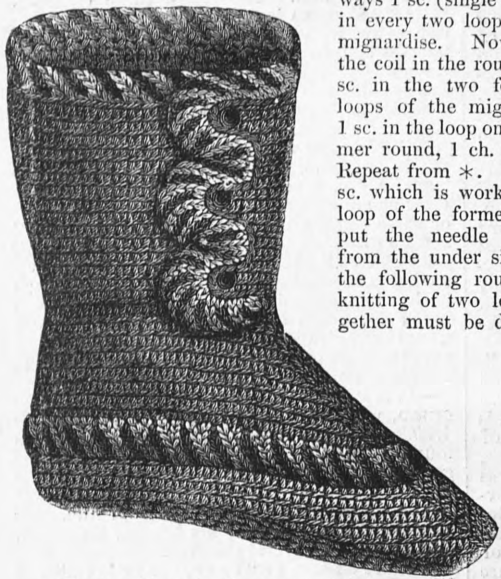 ways 1 sc. (single
in every two loop
mignardise. No
the coil in the rou
sc. in the two f
loops of the mig
1 sc. in the loop on
mer round, 1 ch.
Repeat from *.
sc. which is work
loop of the forme
put the needle
from the under si
the following rou
knitting of two l
gether must be d